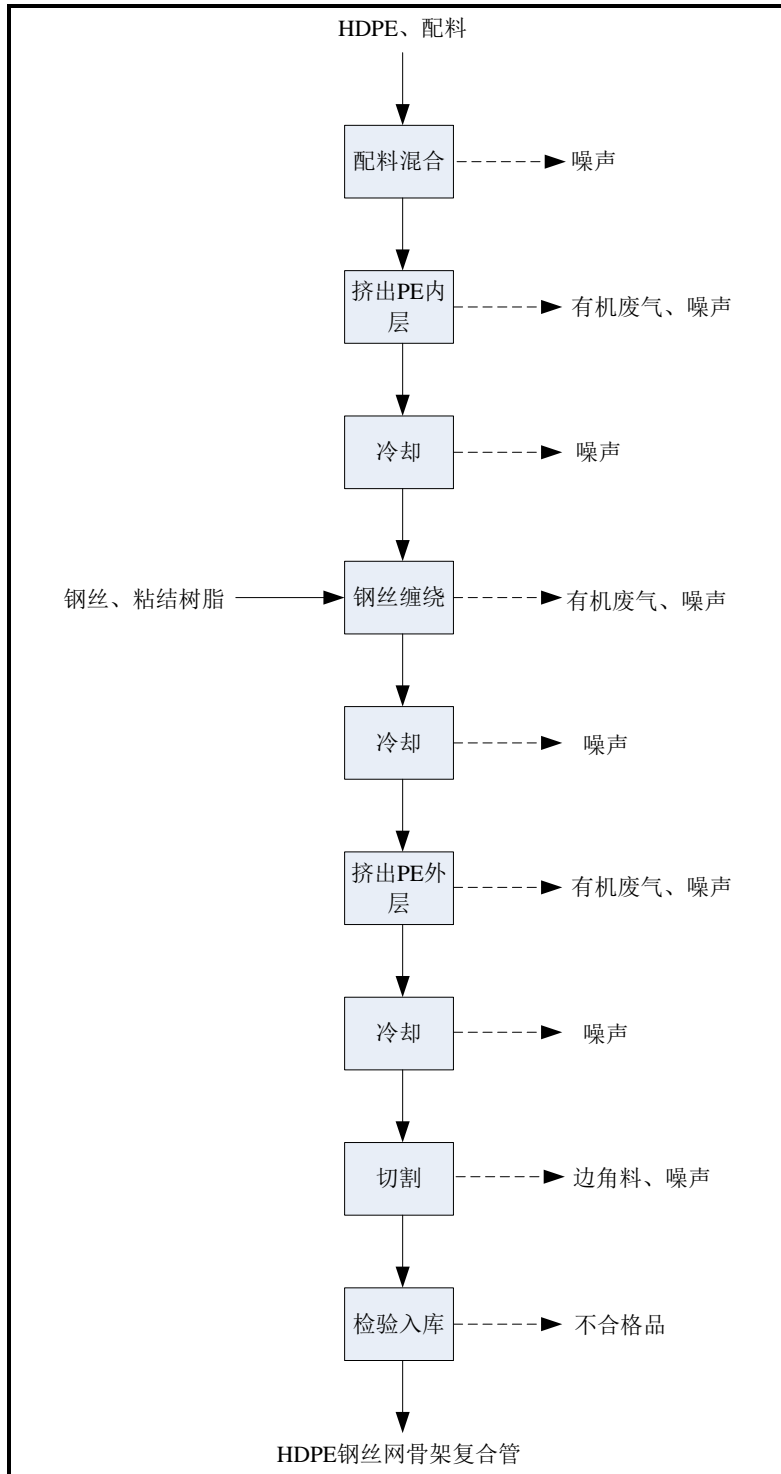 HDPE、配料
配料混合
噪声
挤出PE内
层
有机废气、噪声
冷却
噪声
钢丝、粘结树脂
钢丝缠绕
有机废气、噪声
冷却
噪声
挤出PE外
层
有机废气、噪声
冷却
噪声
切割
边角料、噪声
检验入库
不合格品
HDPE钢丝网骨架复合管